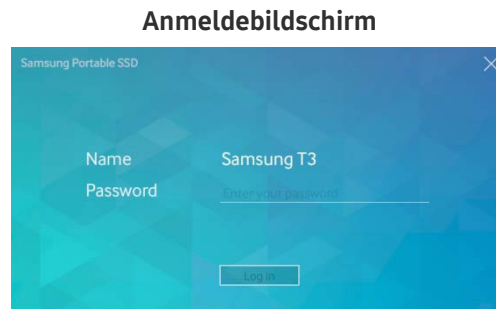 Anmeldebildschirm
Samsung Portable SSD
Name Samsung T3
Password Enter your password
Log in